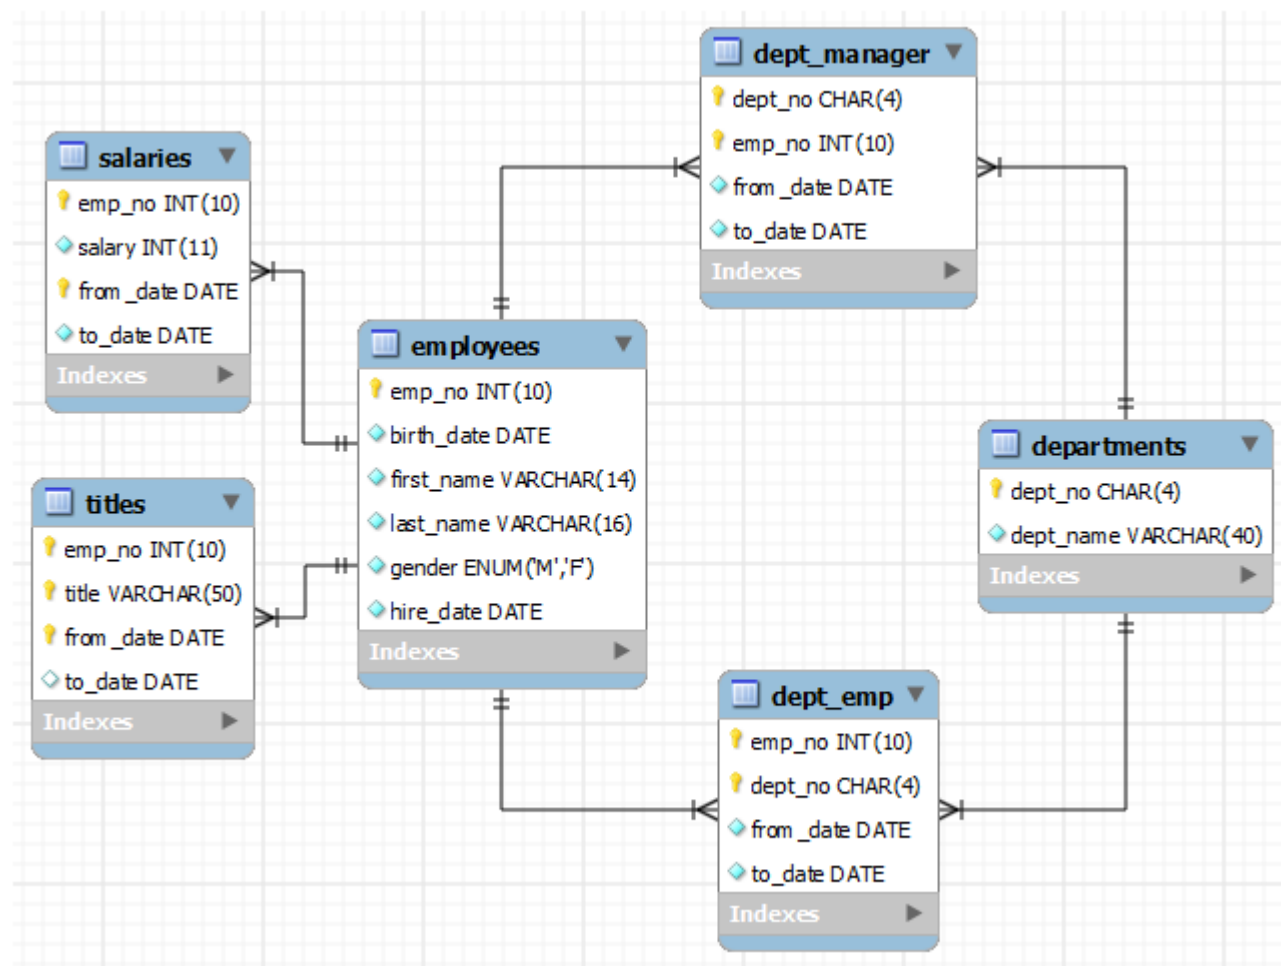 dept_manager
dept_no CHAR(4)
emp_no INT(10)
from_date DATE
to_date DATE
Indexes
salaries
emp_no INT(10)
salary INT(11)
from_date DATE
to_date DATE
Indexes
employees
emp_no INT(10)
birth_date DATE
first_name VARCHAR(14)
last_name VARCHAR(16)
gender ENUM('M','F')
hire_date DATE
Indexes
departments
dept_no CHAR(4)
dept_name VARCHAR(40)
Indexes
titles
emp_no INT(10)
title VARCHAR(50)
from_date DATE
to_date DATE
Indexes
dept_emp
emp_no INT(10)
dept_no CHAR(4)
from_date DATE
to_date DATE
Indexes